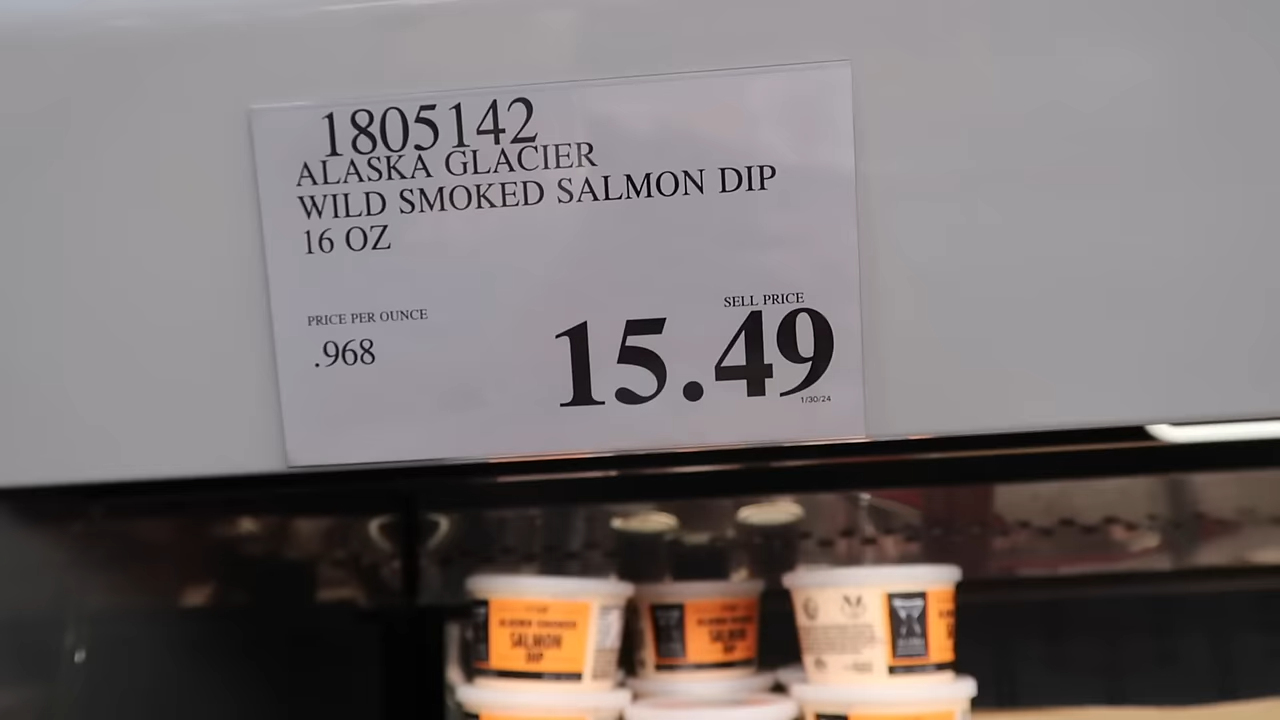 1805142
ALASKA GLACIER
WILD SMOKED SALMON DIP
16 OZ
PRICE PER OUNCE
.968
SELL PRICE
15.49
1/30/24
SALMON
DIP
SALMON
DIP